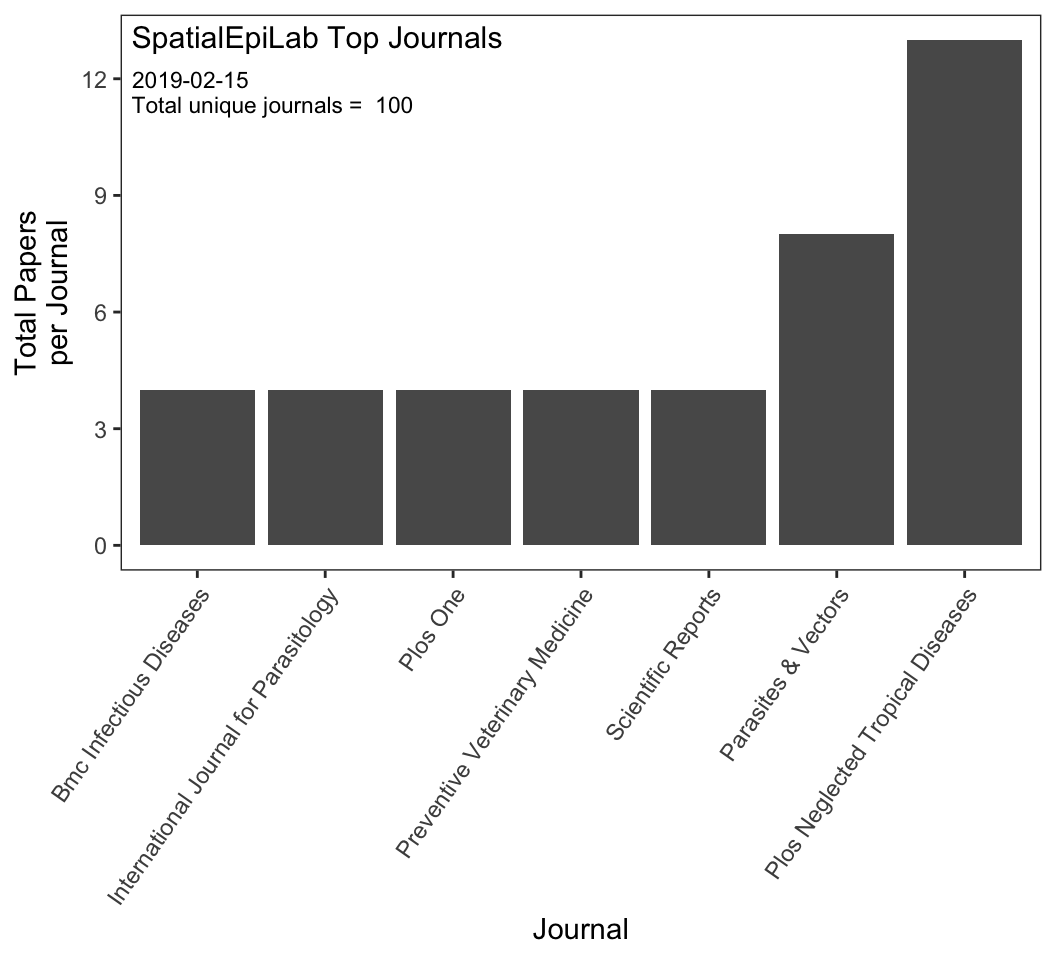 SpatialEpiLab Top Journals
2019-02-15
Total unique journals =  100
Total Papers
per Journal
12
9
6
3
0
Bmc Infectious Diseases
International Journal for Parasitology
Plos One
Preventive Veterinary Medicine
Scientific Reports
Parasites & Vectors
Plos Neglected Tropical Diseases
Journal